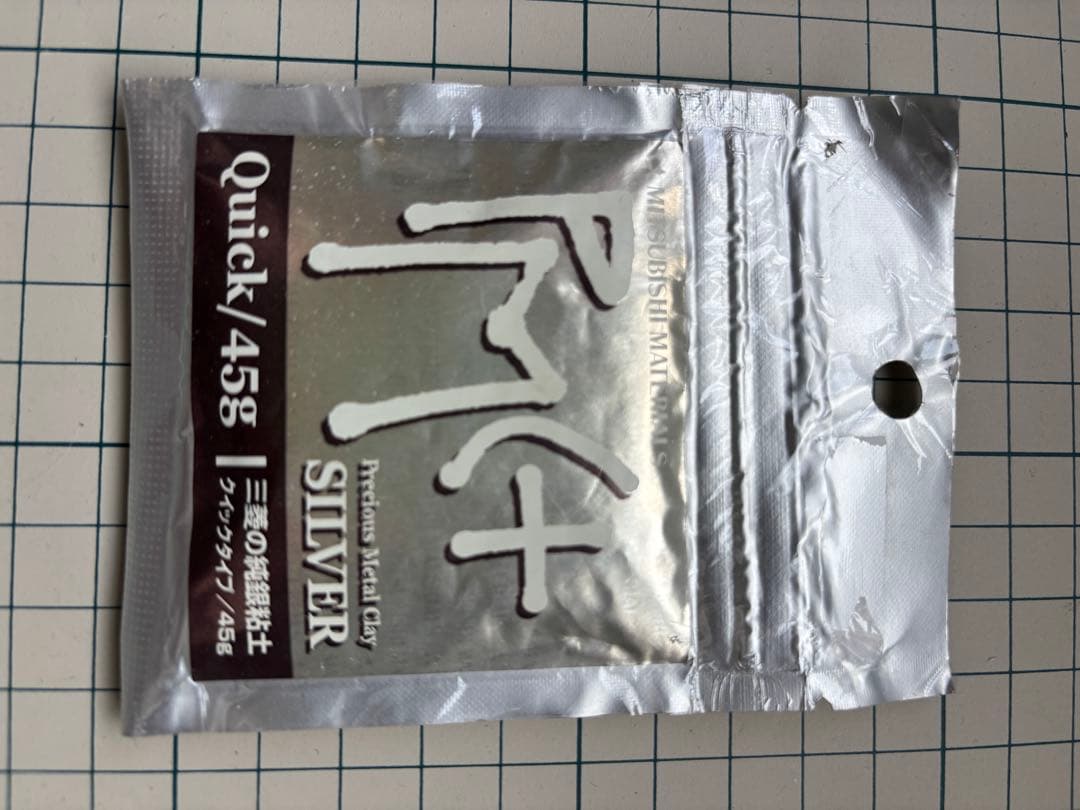 MITSUBISHI MATERIALS
PMC+
Precious Metal Clay
SILVER
Quick/45g
三菱の純銀粘土
クイックタイプ/45g